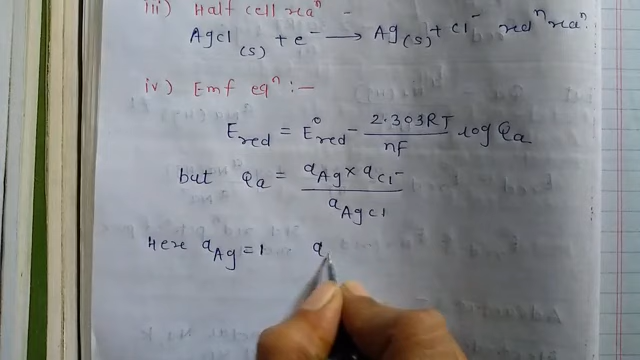 iii) Half cell reaⁿ -
AgCl(s) + e⁻ ⟶ Ag(s) + Cl⁻ redⁿ reaⁿ.
iv) Emf eqⁿ :-
E_red = E°_red - 2.303RT/nF log Qa
but Qa = a_Ag × a_Cl⁻ / a_AgCl
Here a_Ag = 1 a